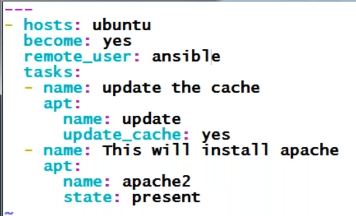 ---
- hosts: ubuntu
  become: yes
  remote_user: ansible
  tasks:
  - name: update the cache
    apt:
      name: update
      update_cache: yes
  - name: This will install apache
    apt:
      name: apache2
      state: present
~